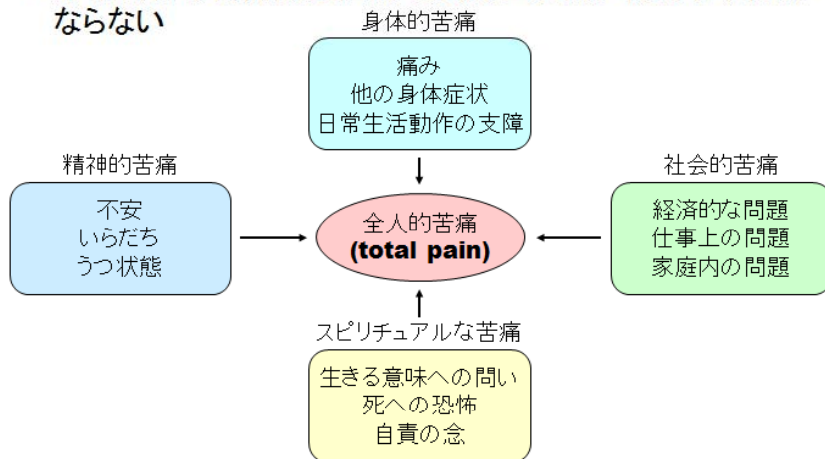 ならない
身体的苦痛
痛み
他の身体症状
日常生活動作の支障
精神的苦痛
不安
いらだち
うつ状態
全人的苦痛
(total pain)
社会的苦痛
経済的な問題
仕事上の問題
家庭内の問題
スピリチュアルな苦痛
生きる意味への問い
死への恐怖
自責の念